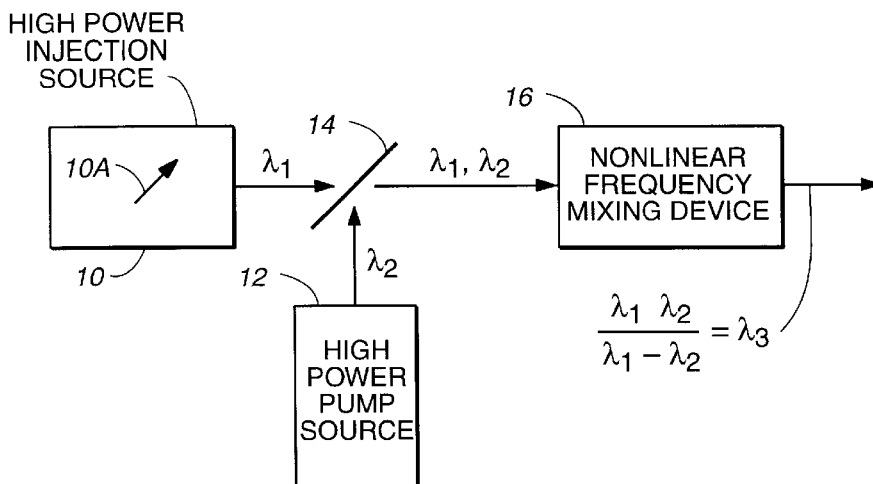 HIGH POWER
INJECTION
SOURCE
10A
10
λ₁
14
λ₁, λ₂
16
NONLINEAR
FREQUENCY
MIXING DEVICE
λ₂
12
HIGH
POWER
PUMP
SOURCE
λ₁ λ₂
λ₁ – λ₂
= λ₃